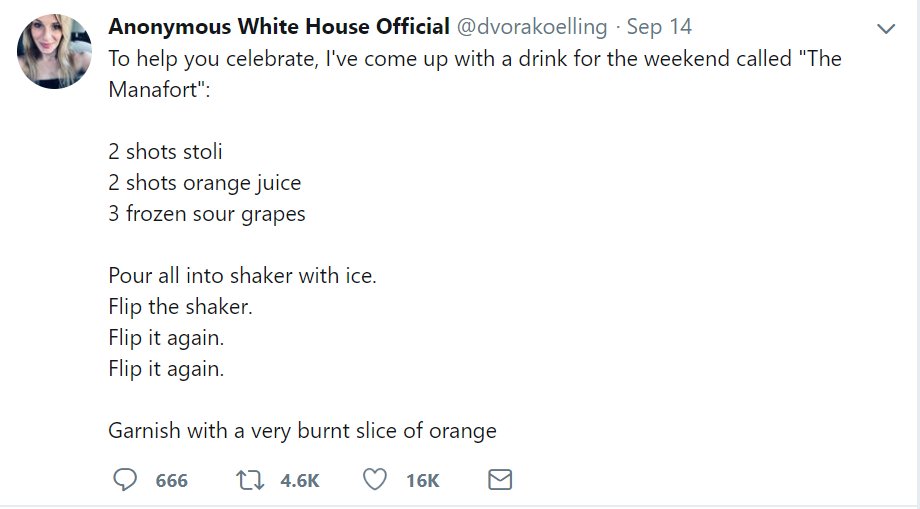 Anonymous White House Official @dvorakoelling · Sep 14
To help you celebrate, I've come up with a drink for the weekend called "The
Manafort":
2 shots stoli
2 shots orange juice
3 frozen sour grapes
Pour all into shaker with ice.
Flip the shaker.
Flip it again.
Flip it again.
Garnish with a very burnt slice of orange
666 4.6K 16K